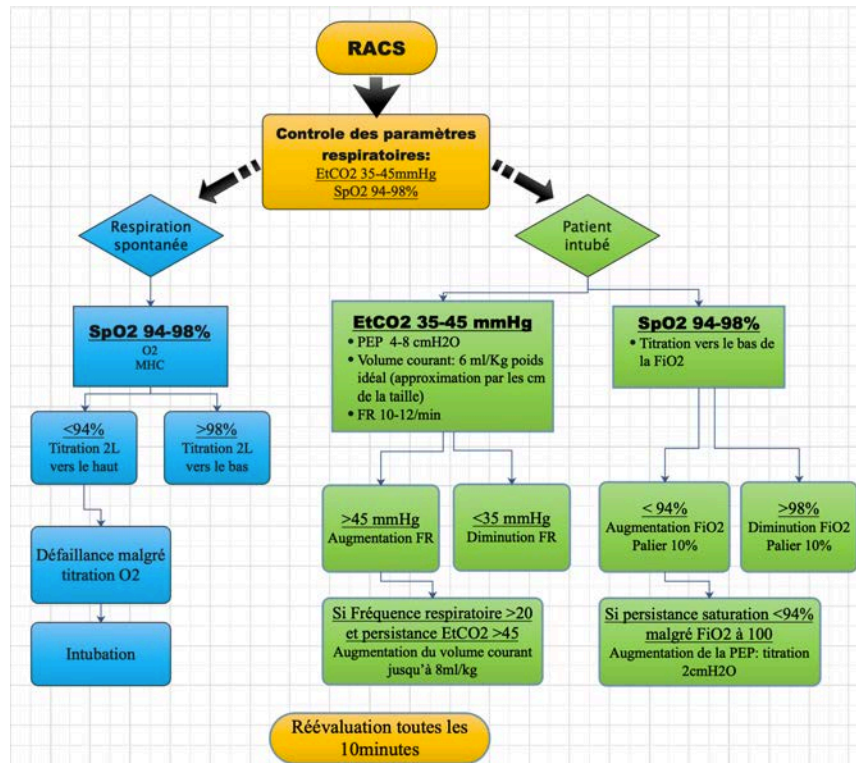 RACS
Controle des paramètres
respiratoires:
EtCO2 35-45mmHg
SpO2 94-98%
Respiration
spontanée
Patient
intubé
SpO2 94-98%
O2
MHC
<94%
Titration 2L
vers le haut
>98%
Titration 2L
vers le bas
Défaillance malgré
titration O2
Intubation
EtCO2 35-45 mmHg
• PEP 4-8 cmH2O
• Volume courant: 6 ml/Kg poids
idéal (approximation par les cm
de la taille)
• FR 10-12/min
>45 mmHg
Augmentation FR
<35 mmHg
Diminution FR
Si Fréquence respiratoire >20
et persistance EtCO2 >45
Augmentation du volume courant
jusqu'à 8ml/kg
SpO2 94-98%
• Titration vers le bas de
la FiO2
< 94%
Augmentation FiO2
Palier 10%
>98%
Diminution FiO2
Palier 10%
Si persistance saturation <94%
malgré FiO2 à 100
Augmentation de la PEP: titration
2cmH2O
Réévaluation toutes les
10minutes